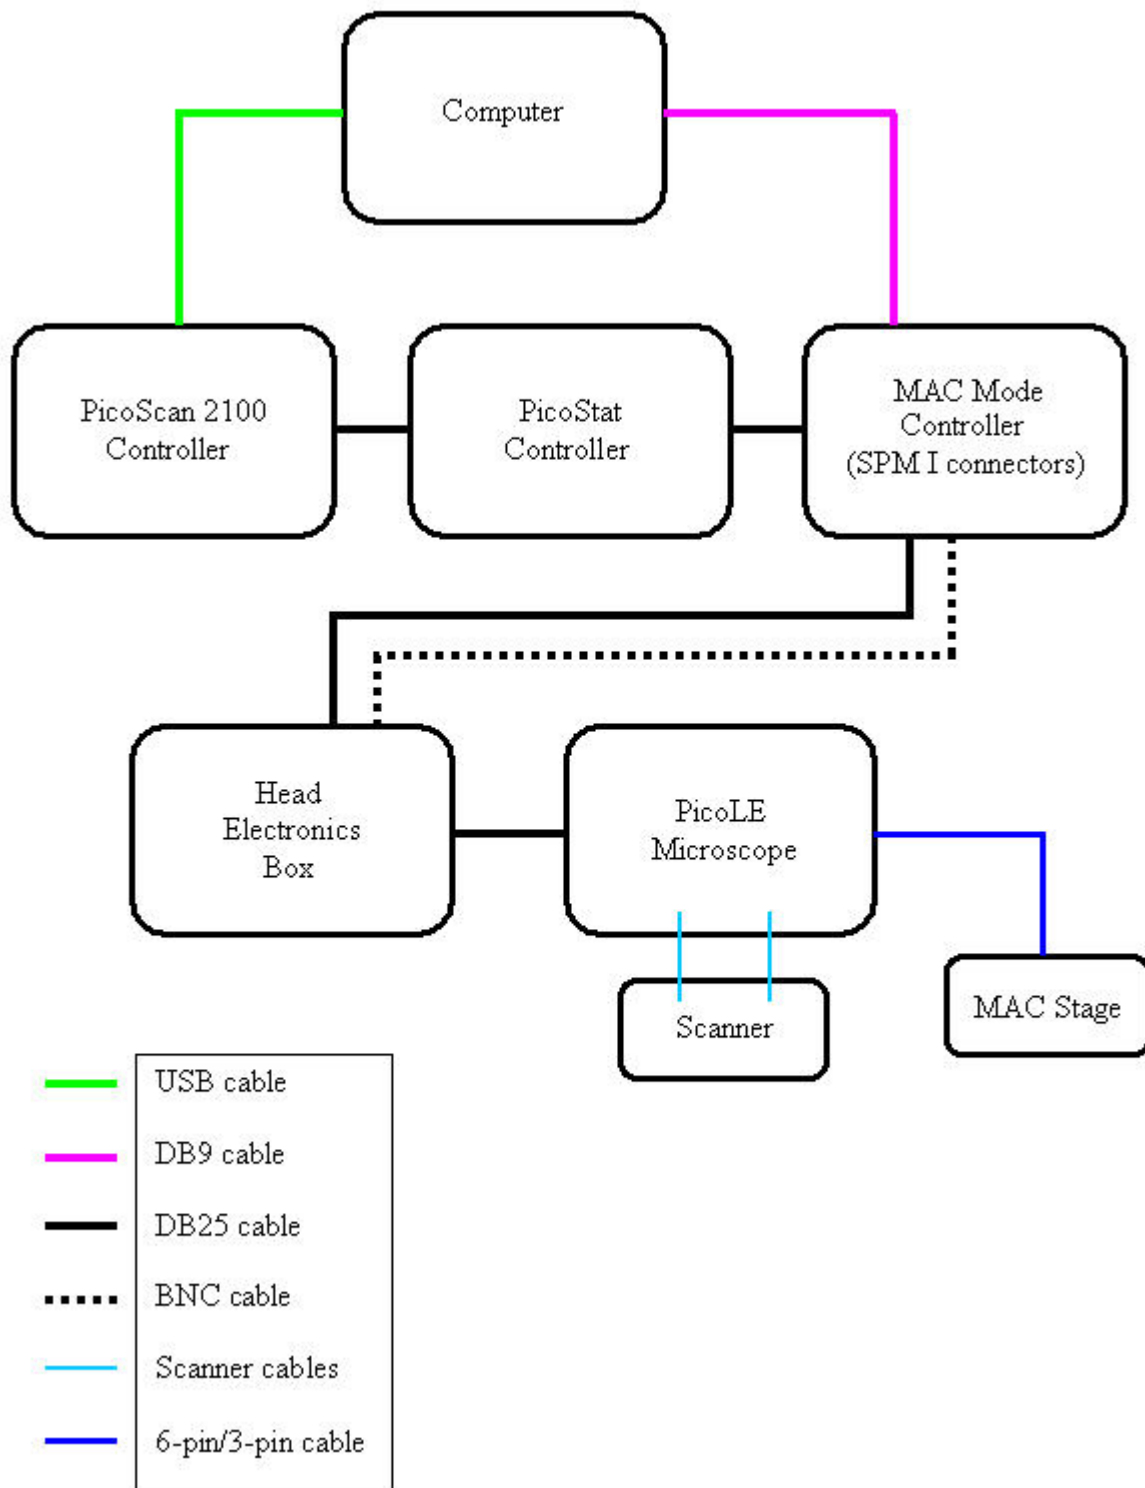 Computer
PicoScan 2100
Controller
PicoStat
Controller
MAC Mode
Controller
(SPM I connectors)
Head
Electronics
Box
PicoLE
Microscope
Scanner
MAC Stage
USB cable
DB9 cable
DB25 cable
BNC cable
Scanner cables
6-pin/3-pin cable